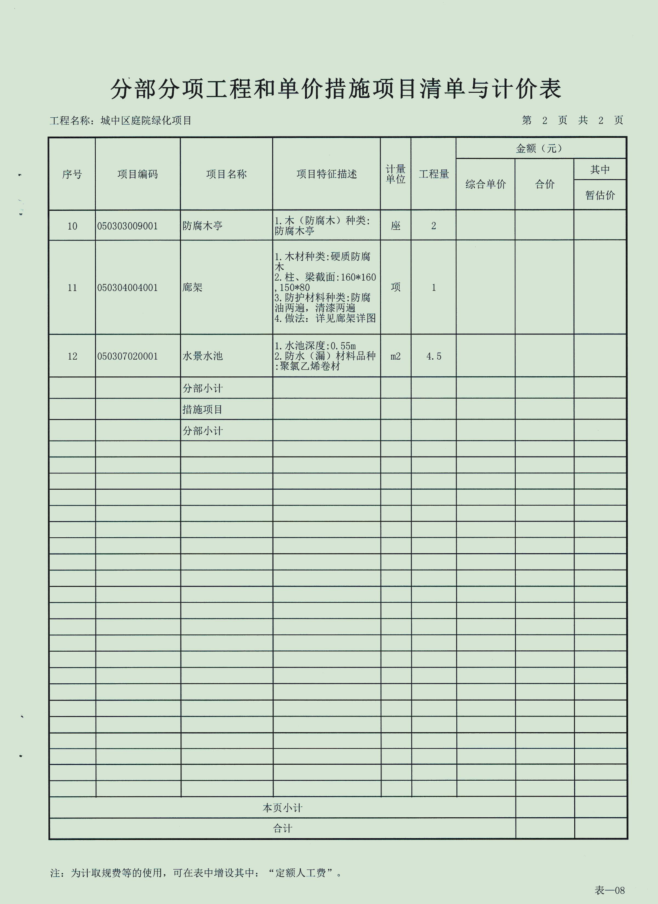 分部分项工程和单价措施项目清单与计价表
工程名称：城中区庭院绿化项目 第 2 页 共 2 页
序号 项目编码 项目名称 项目特征描述 计量单位 工程量 金额（元）
综合单价 合价 其中
暂估价
10 050303009001 防腐木亭 1.木（防腐木）种类:
防腐木亭 座 2
11 050304004001 廊架 1.木材种类:硬质防腐
木
2.柱、梁截面:160*160
,150*80
3.防护材料种类:防腐
油两遍，清漆两遍
4.做法：详见廊架详图 项 1
12 050307020001 水景水池 1.水池深度:0.55m
2.防水（漏）材料品种
:聚氯乙烯卷材 m2 4.5
分部小计
措施项目
分部小计
本页小计
合计
注：为计取规费等的使用，可在表中增设其中：“定额人工费”。
表—08